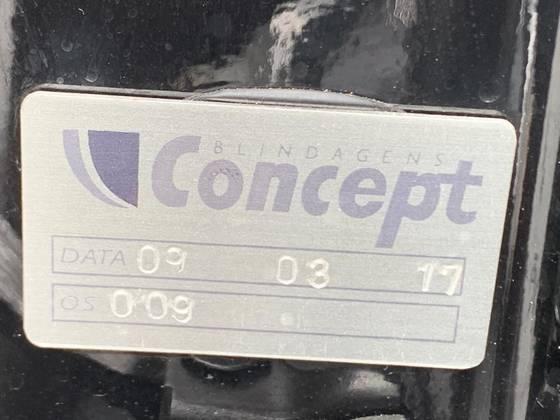 BLINDAGENS
Concept
DATA 09 03 17
OS 0'09